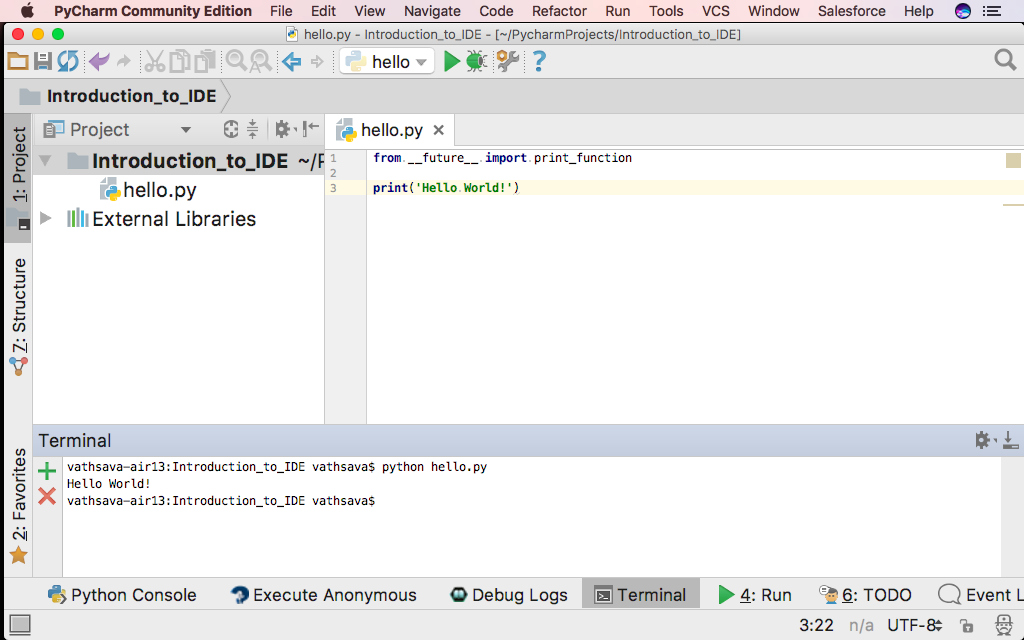 PyCharm Community Edition File Edit View Navigate Code Refactor Run Tools VCS Window Salesforce Help
hello.py - Introduction_to_IDE - [~/PycharmProjects/Introduction_to_IDE]
hello
Introduction_to_IDE
1: Project
Project
hello.py
Introduction_to_IDE ~/P
hello.py
External Libraries
1 from __future__ import print_function
2
3 print('Hello World!')
Z: Structure
2: Favorites
Terminal
vathsava-air13:Introduction_to_IDE vathsava$ python hello.py
Hello World!
vathsava-air13:Introduction_to_IDE vathsava$
Python Console Execute Anonymous Debug Logs Terminal 4: Run 6: TODO Event L
3:22 n/a UTF-8